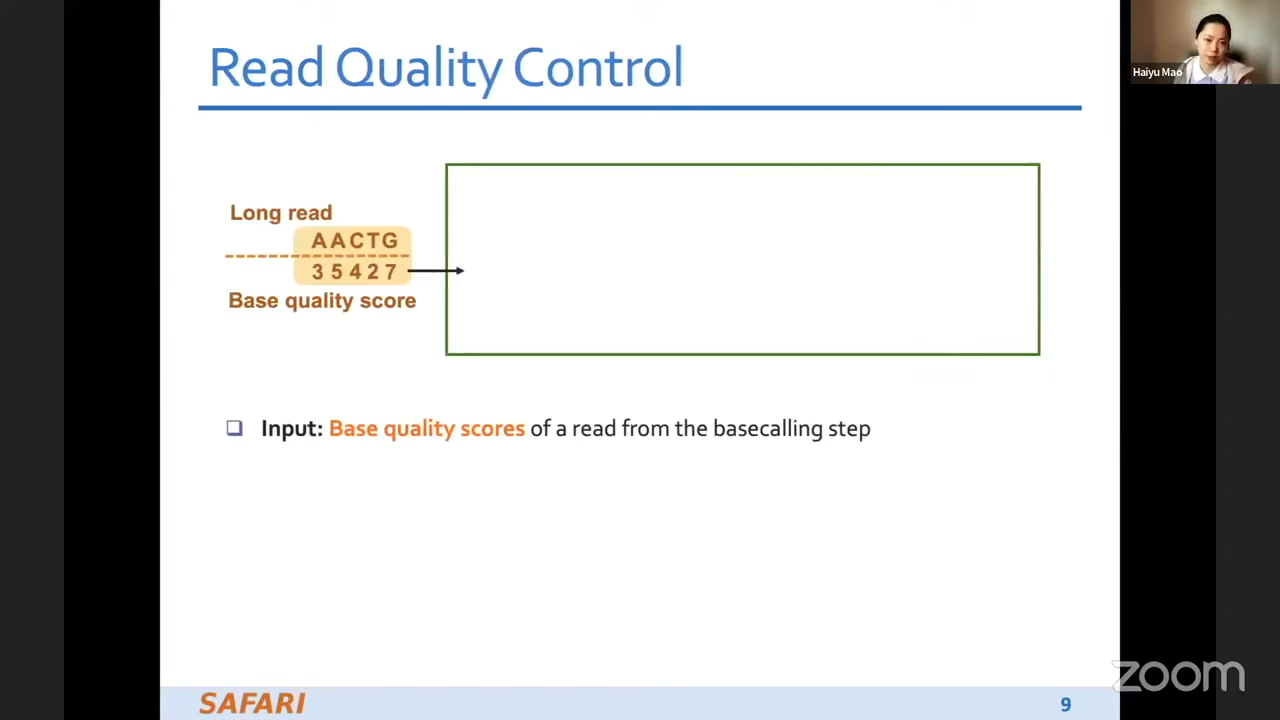 Read Quality Control
Haiyu Mao
Long read
AACTG
35427
Base quality score
❑ Input: Base quality scores of a read from the basecalling step
SAFARI
9
zoom